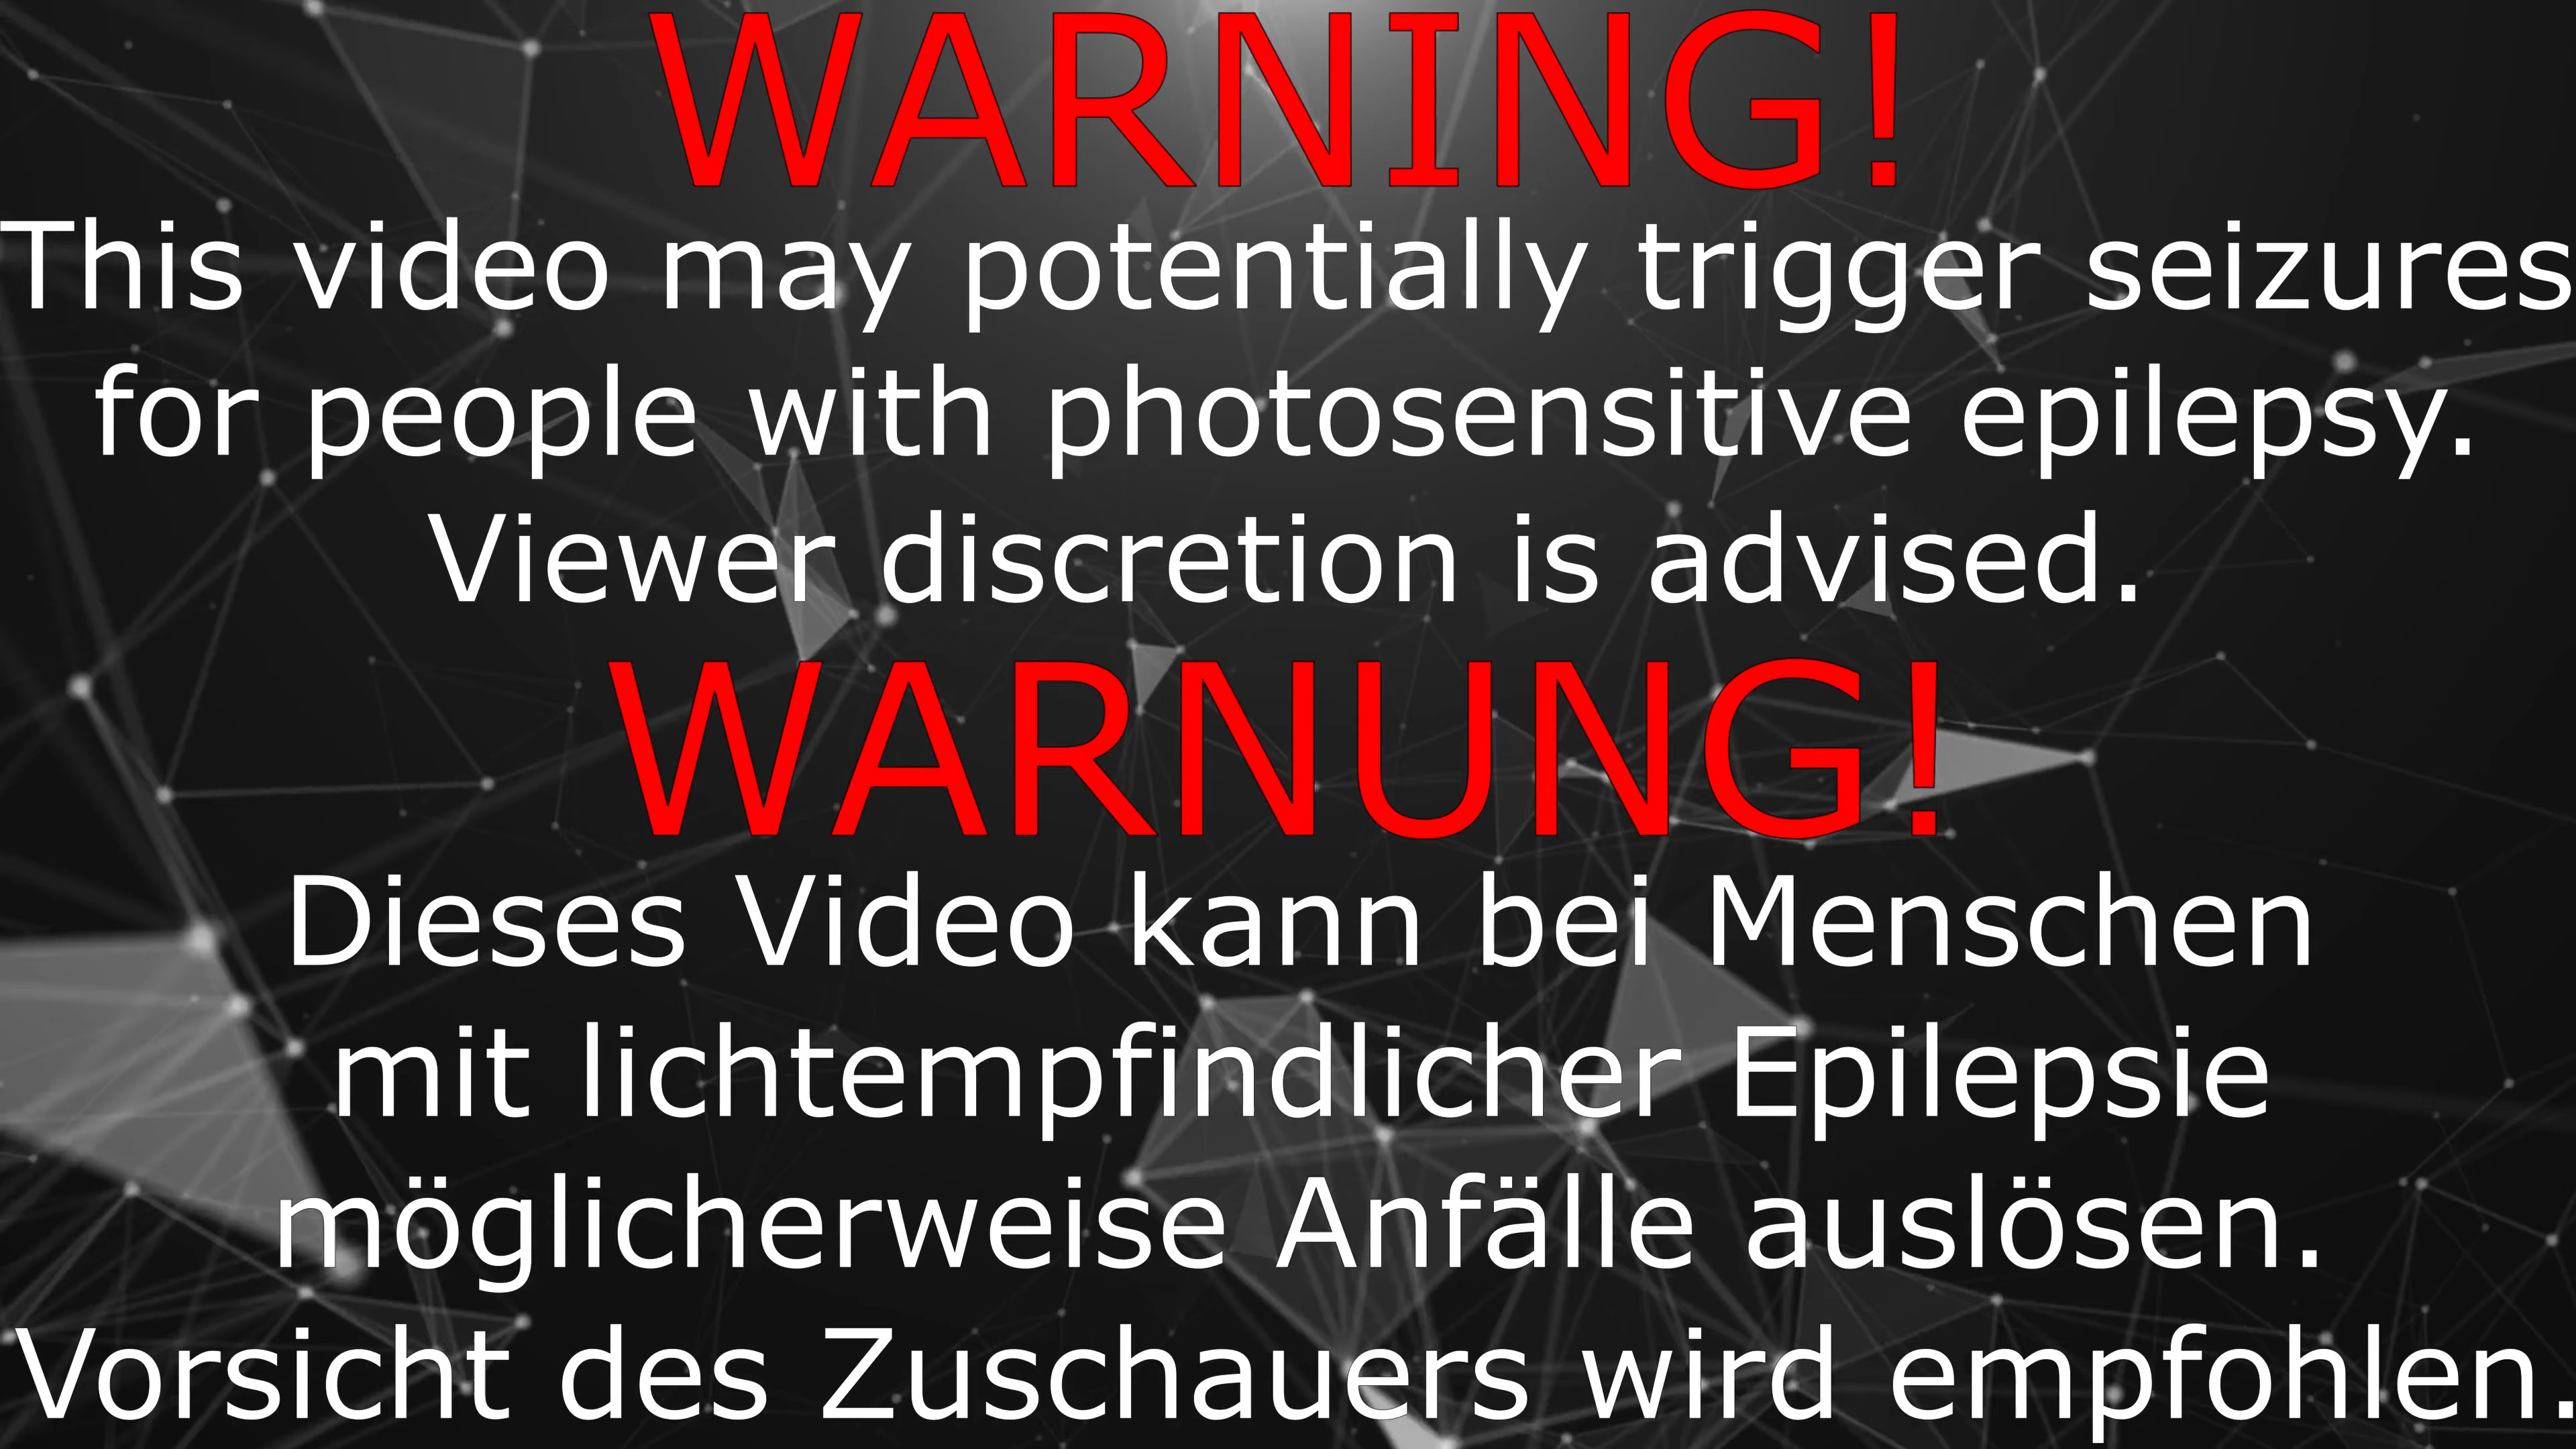 WARNING!
This video may potentially trigger seizures
for people with photosensitive epilepsy.
Viewer discretion is advised.
WARNUNG!
Dieses Video kann bei Menschen
mit lichtempfindlicher Epilepsie
möglicherweise Anfälle auslösen.
Vorsicht des Zuschauers wird empfohlen.